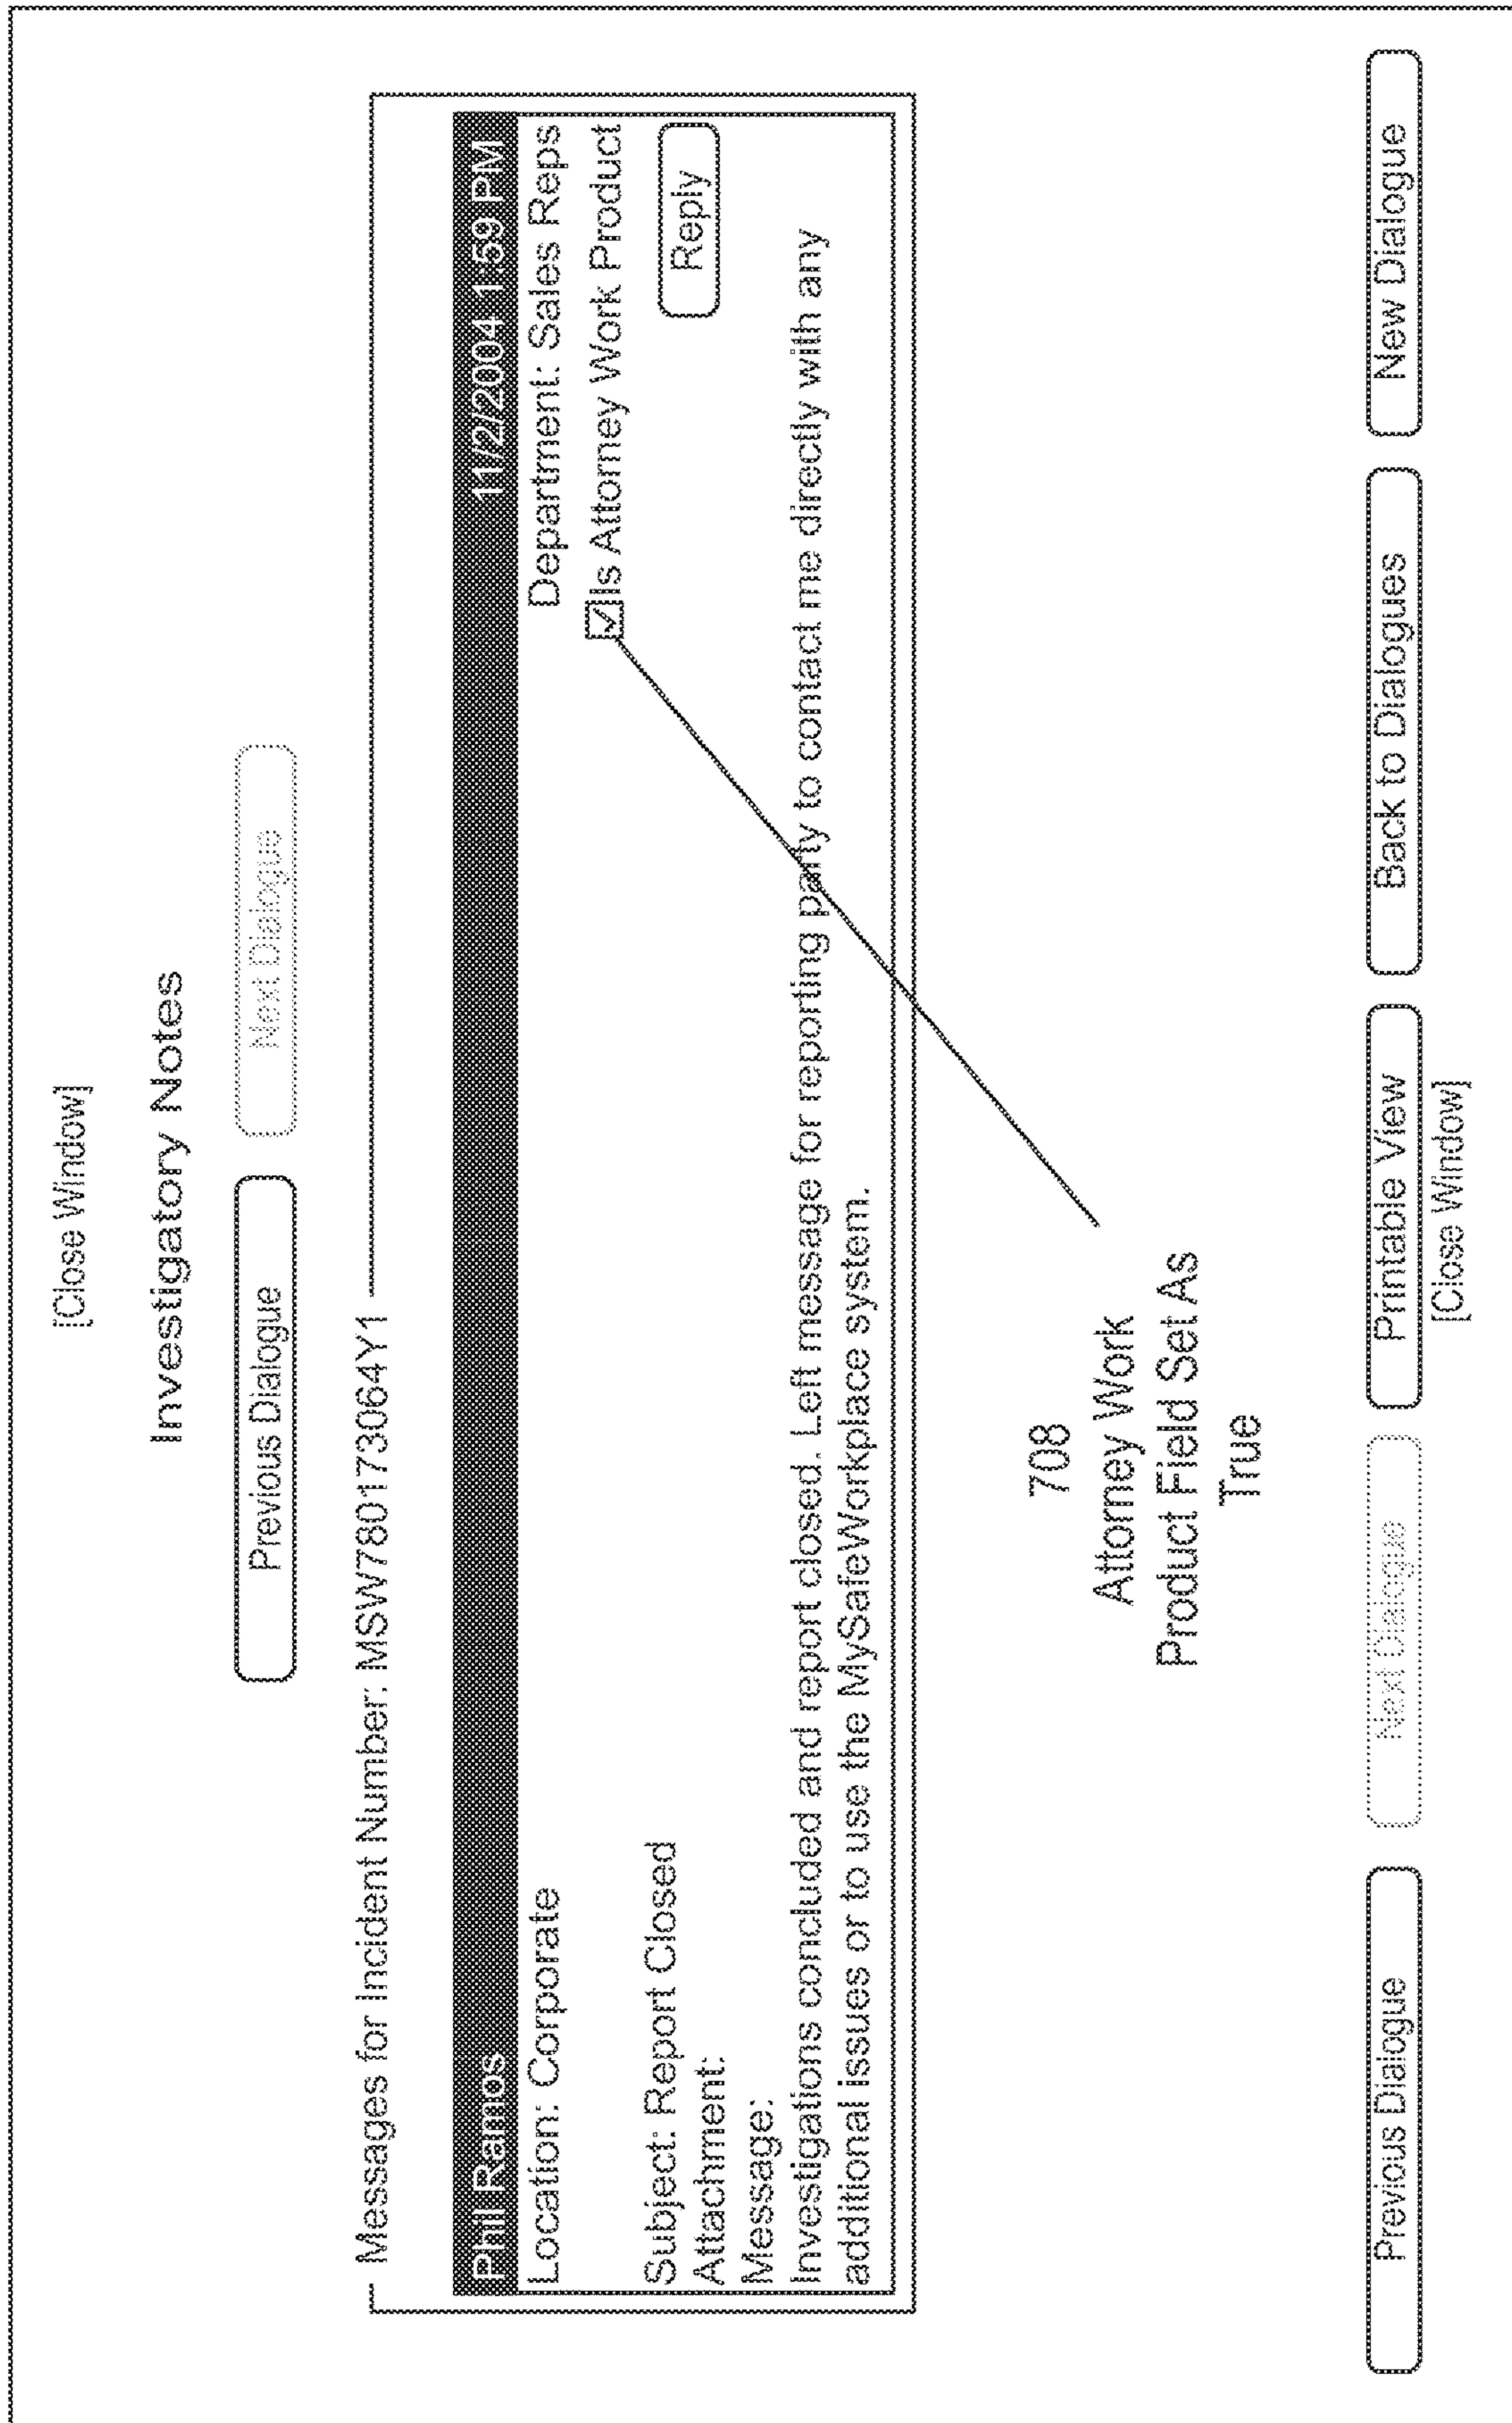 [Close Window]
Investigatory Notes
Previous Dialogue Next Dialogue
Messages for Incident Number: MSW780173064Y1
Phil Ramos 11/2/2004 1:59 PM
Location: Corporate Department: Sales Reps
Is Attorney Work Product
Subject: Report Closed
Attachment: Reply
Message:
Investigations concluded and report closed. Left message for reporting party to contact me directly with any
additional issues or to use the MySafeWorkplace system.
708
Attorney Work
Product Field Set As
True
Previous Dialogue Next Dialogue Printable View Back to Dialogues New Dialogue
[Close Window]